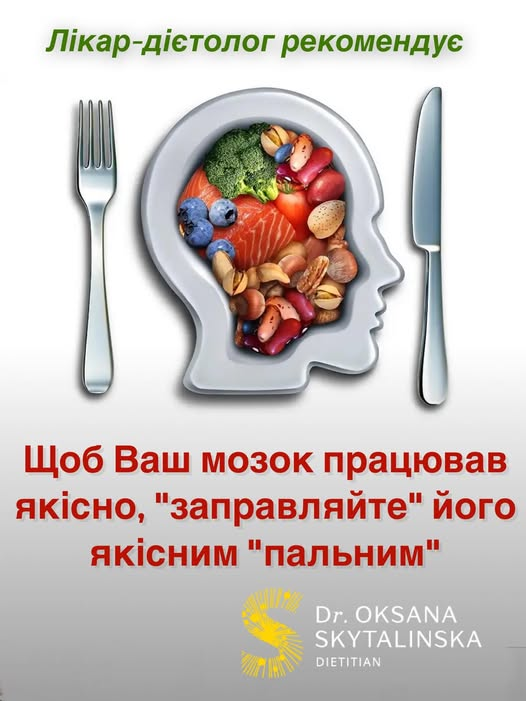 Лікар-дієтолог рекомендує
Щоб Ваш мозок працював
якісно, "заправляйте" його
якісним "пальним"
Dr. OKSANA
SKYTALINSKA
DIETITIAN